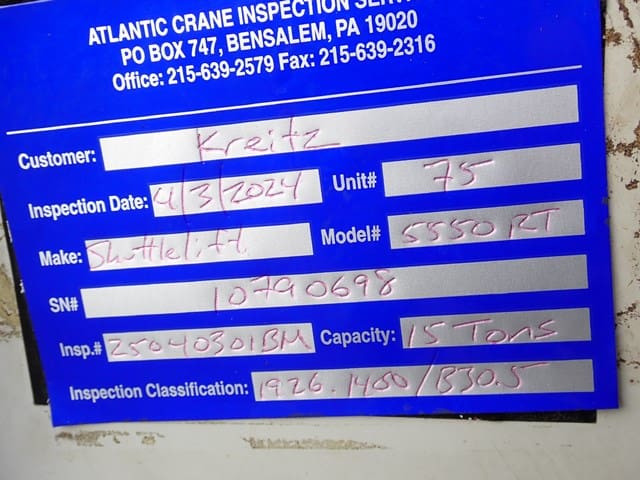 ATLANTIC CRANE INSPECTION
PO BOX 747, BENSALEM, PA 19020
Office: 215-639-2579 Fax: 215-639-2316
Customer: Kreitz
Inspection Date: 4/3/2024 Unit# 75
Make: Shuttlelift Model# 5550 RT
SN# 10790698
Insp.# 25040301BM Capacity: 15 Tons
Inspection Classification: 1926.1400/B30.5